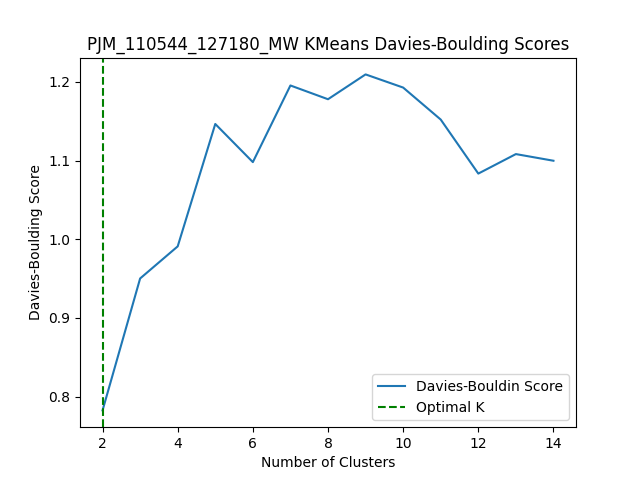 PJM_110544_127180_MW KMeans Davies-Boulding Scores
Davies-Boulding Score
1.2
1.1
1.0
0.9
0.8
Davies-Bouldin Score
Optimal K
2 4 6 8 10 12 14
Number of Clusters